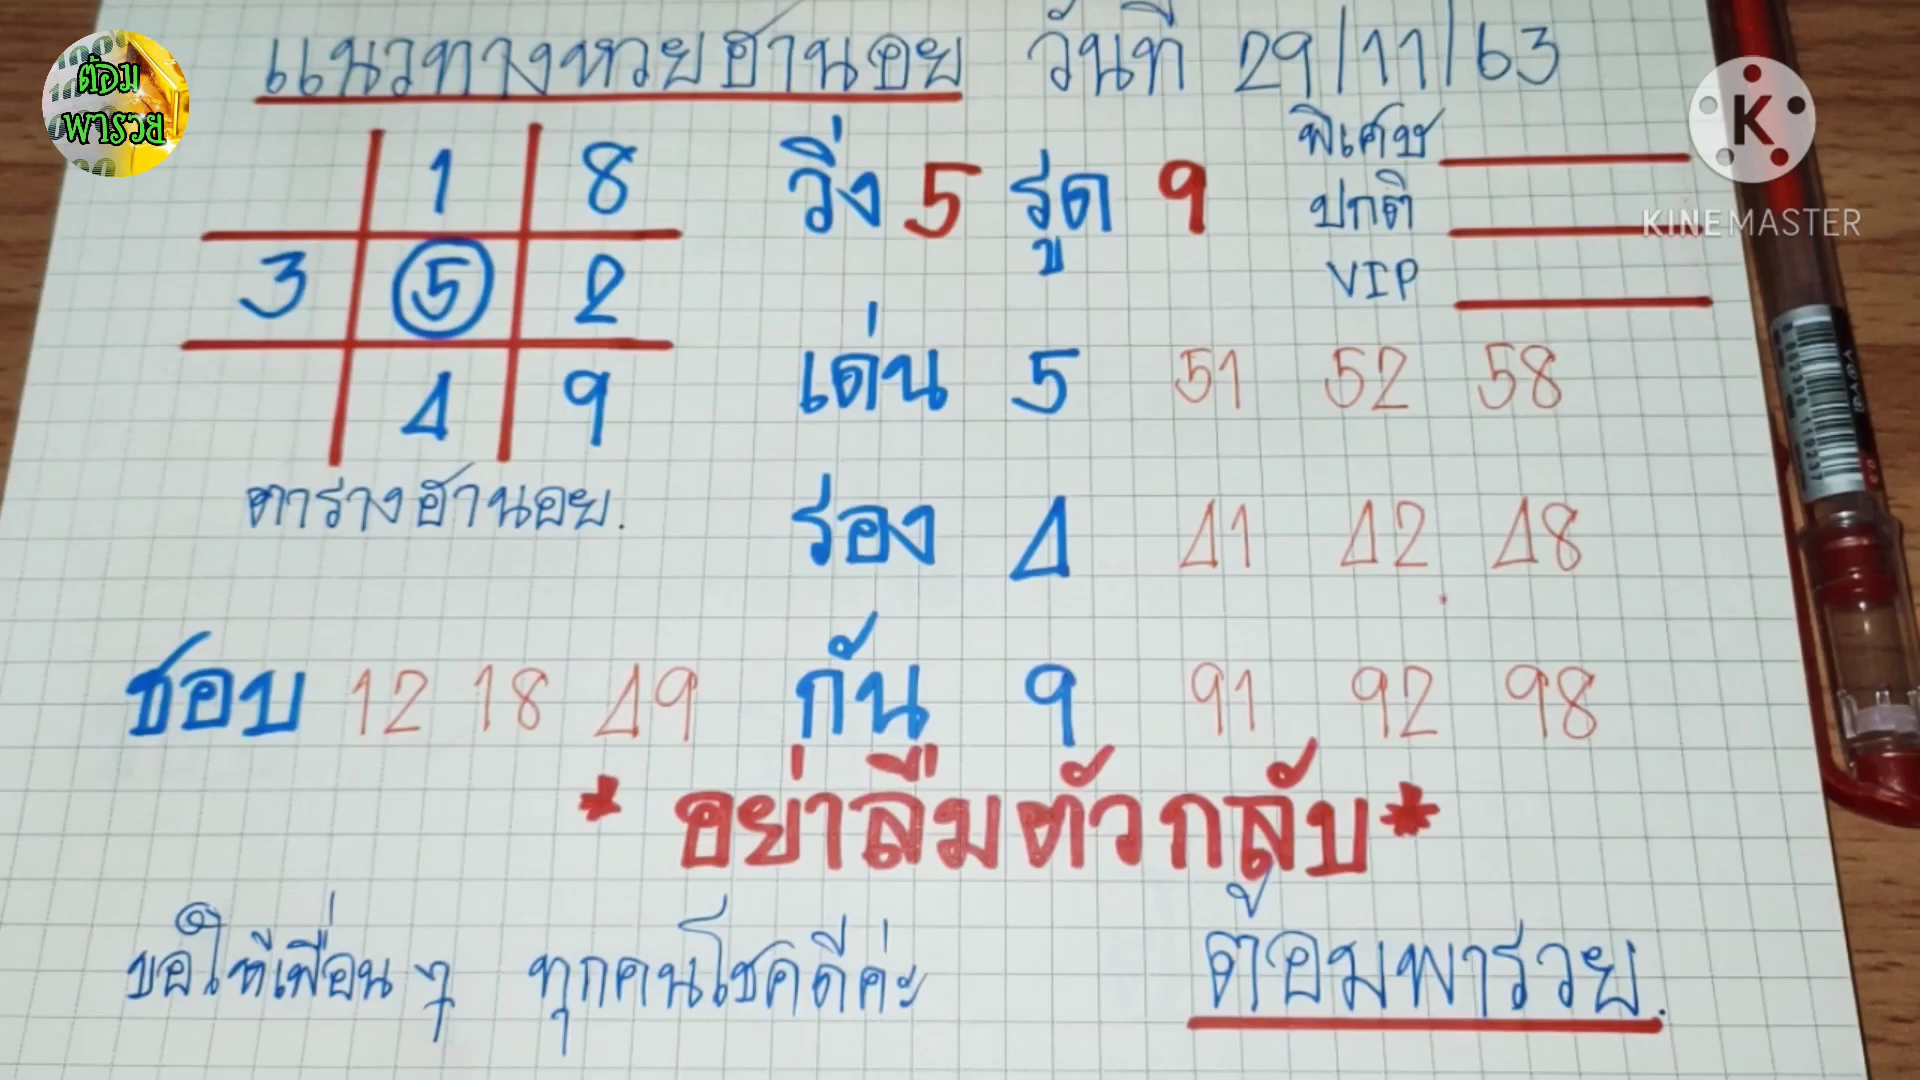 แนวทางหวยฮานอย วันที่ 29/11/63
ต้อม
พารวย
K
KINEMASTER
1 8
3 5 2
4 9
ตารางฮานอย.
วิ่ง 5 รูด 9
พิเศษ
ปกติ
VIP
เด่น 5 51 52 58
รอง 4 41 42 48
ชอบ 12 18 49 กัน 9 91 92 98
* อย่าลืมตัวกลับ *
ขอให้เพื่อน ๆ ทุกคนโชคดีค่ะ
ต้อมพารวย.